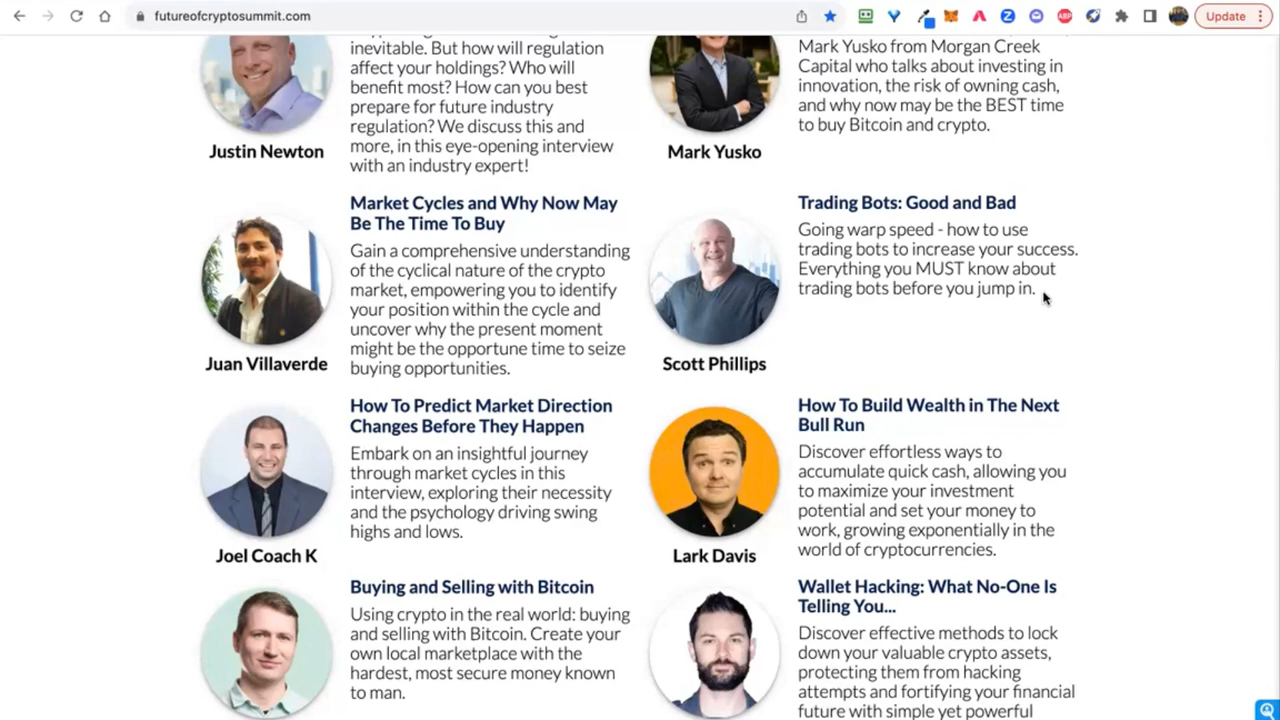 futureofcryptosummit.com
Update
inevitable. But how will regulation
affect your holdings? Who will
benefit most? How can you best
prepare for future industry
regulation? We discuss this and
more, in this eye-opening interview
with an industry expert!
Justin Newton
Mark Yusko from Morgan Creek
Capital who talks about investing in
innovation, the risk of owning cash,
and why now may be the BEST time
to buy Bitcoin and crypto.
Mark Yusko
Market Cycles and Why Now May
Be The Time To Buy
Gain a comprehensive understanding
of the cyclical nature of the crypto
market, empowering you to identify
your position within the cycle and
uncover why the present moment
might be the opportune time to seize
buying opportunities.
Juan Villaverde
Trading Bots: Good and Bad
Going warp speed - how to use
trading bots to increase your success.
Everything you MUST know about
trading bots before you jump in.
Scott Phillips
How To Predict Market Direction
Changes Before They Happen
Embark on an insightful journey
through market cycles in this
interview, exploring their necessity
and the psychology driving swing
highs and lows.
Joel Coach K
How To Build Wealth in The Next
Bull Run
Discover effortless ways to
accumulate quick cash, allowing you
to maximize your investment
potential and set your money to
work, growing exponentially in the
world of cryptocurrencies.
Lark Davis
Buying and Selling with Bitcoin
Using crypto in the real world: buying
and selling with Bitcoin. Create your
own local marketplace with the
hardest, most secure money known
to man.
Wallet Hacking: What No-One Is
Telling You...
Discover effective methods to lock
down your valuable crypto assets,
protecting them from hacking
attempts and fortifying your financial
future with simple yet powerful